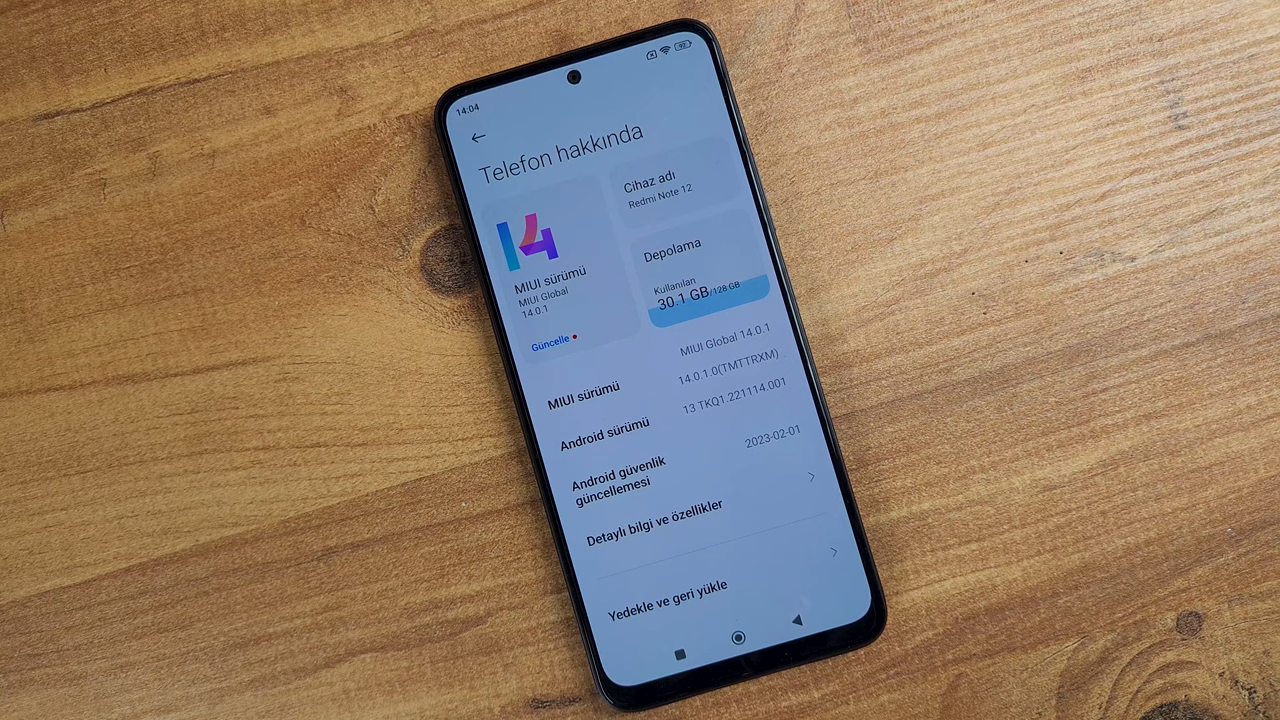 14:04
93
Telefon hakkında
14
MIUI sürümü
MIUI Global
14.0.1
Güncelle
Cihaz adı
Redmi Note 12
Depolama
Kullanılan
30.1 GB/128 GB
MIUI sürümü
MIUI Global 14.0.1
14.0.1.0(TMTTRXM)
Android sürümü
13 TKQ1.221114.001
Android güvenlik
güncellemesi
2023-02-01
Detaylı bilgi ve özellikler
Yedekle ve geri yükle